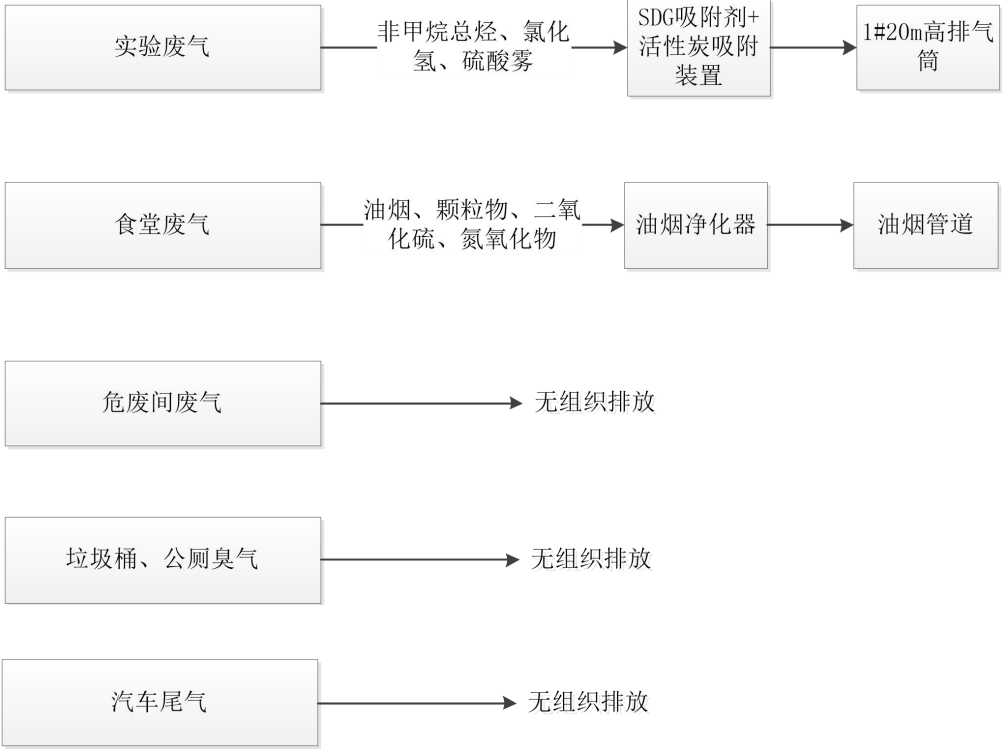 实验废气
非甲烷总烃、氯化
氢、硫酸雾
SDG吸附剂+
活性炭吸附
装置
1#20m高排气
筒
食堂废气
油烟、颗粒物、二氧
化硫、氮氧化物
油烟净化器
油烟管道
危废间废气
无组织排放
垃圾桶、公厕臭气
无组织排放
汽车尾气
无组织排放